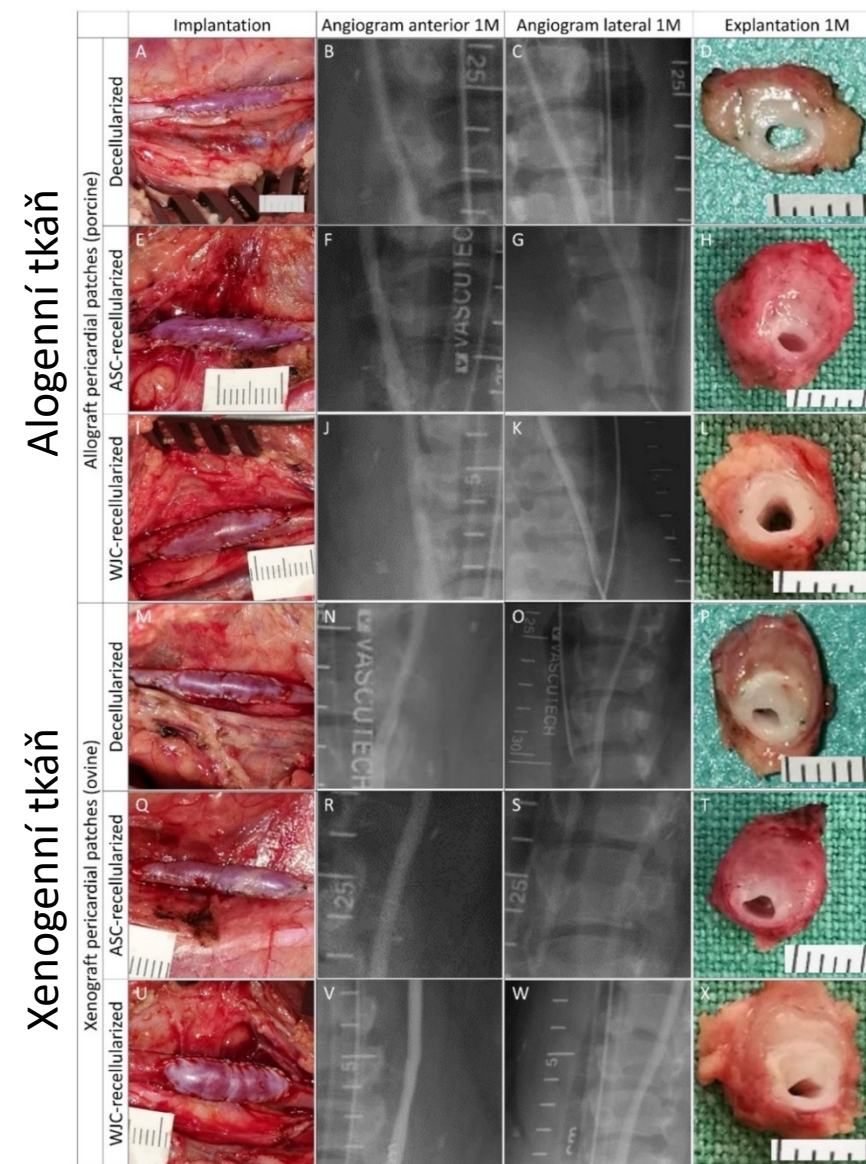 Implantation
Angiogram anterior 1M
Angiogram lateral 1M
Explantation 1M
Alogenní tkáň
Allograft pericardial patches (porcine)
Decellularized
A
B
25
C
25
D
ASC-recellularized
E
F
VASCUTEC
G
H
WJC-recellularized
I
J
5
K
L
Xenogenní tkáň
Xenograft pericardial patches (ovine)
Decellularized
M
N
VASCUTECH
O
25
VASCUTECH
30
P
ASC-recellularized
Q
R
25
S
25
T
WJC-recellularized
U
V
5
W
5
cm
X